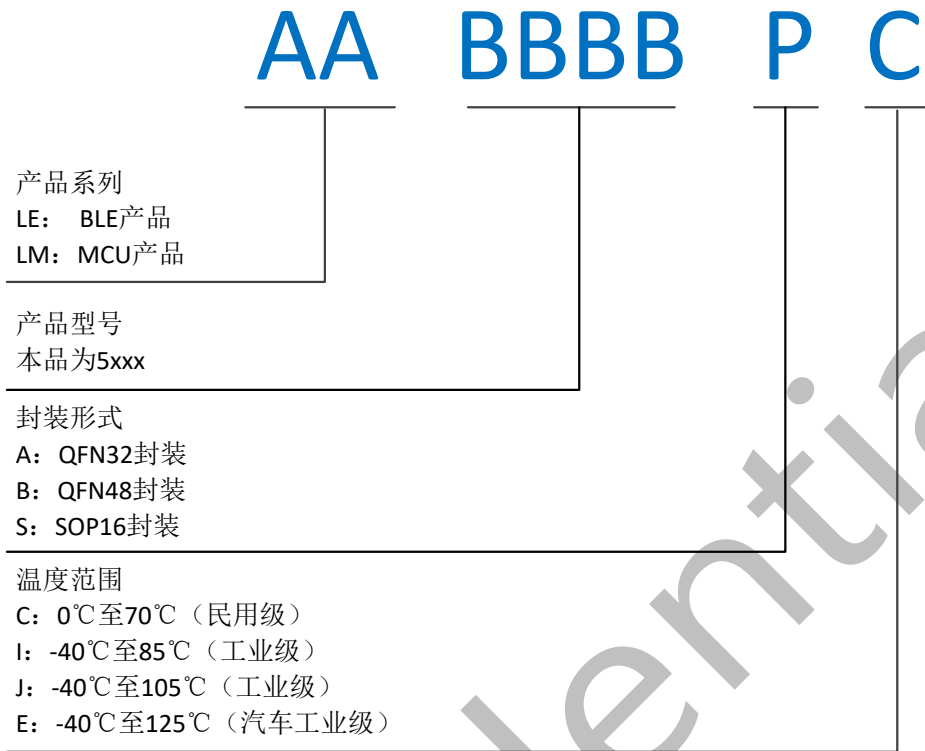 AA BBBB P C
产品系列
LE： BLE产品
LM：MCU产品
产品型号
本品为5xxx
封装形式
A：QFN32封装
B：QFN48封装
S：SOP16封装
温度范围
C：0℃至70℃（民用级）
I：-40℃至85℃（工业级）
J：-40℃至105℃（工业级）
E：-40℃至125℃（汽车工业级）